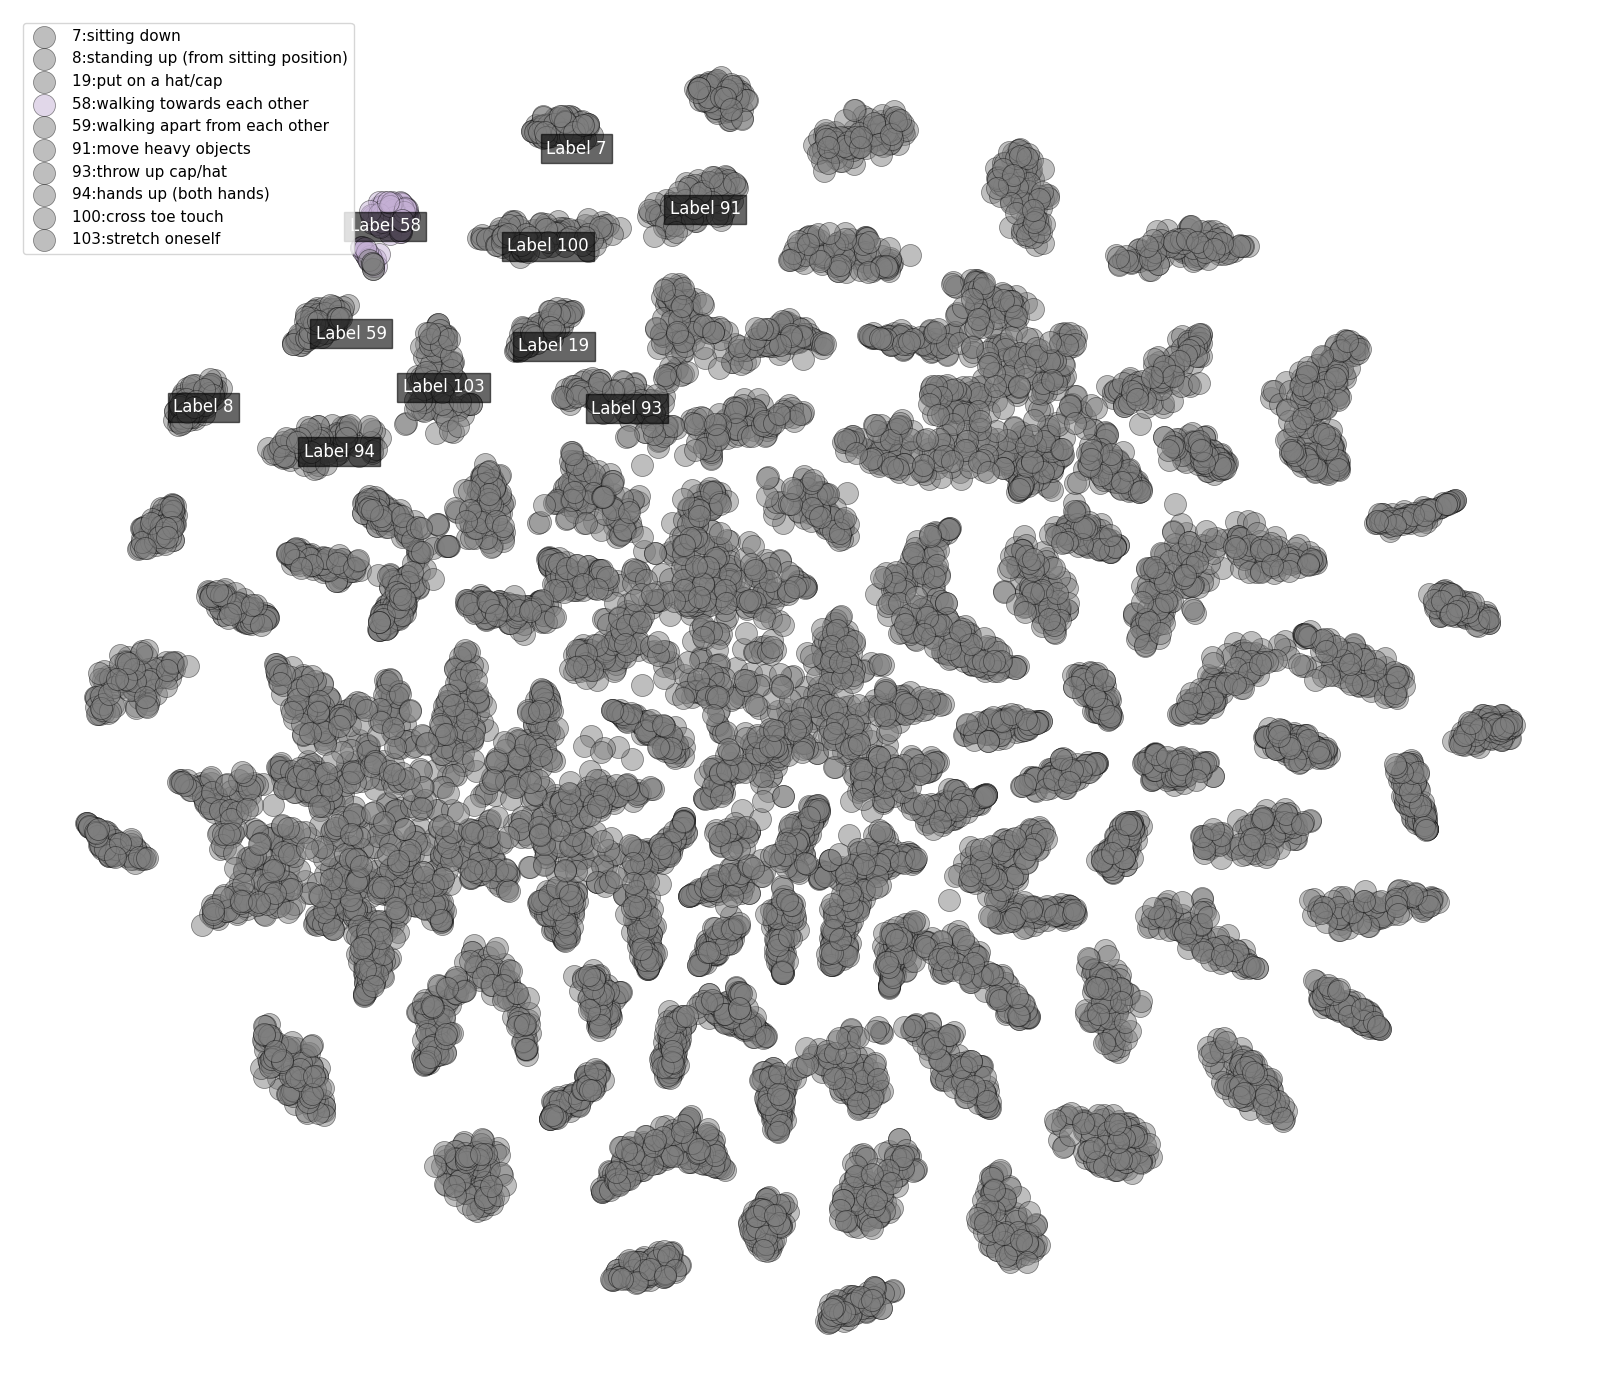 7:sitting down
8:standing up (from sitting position)
19:put on a hat/cap
58:walking towards each other
59:walking apart from each other
91:move heavy objects
93:throw up cap/hat
94:hands up (both hands)
100:cross toe touch
103:stretch oneself
Label 7
Label 91
Label 58
Label 100
Label 59
Label 19
Label 103
Label 8
Label 93
Label 94